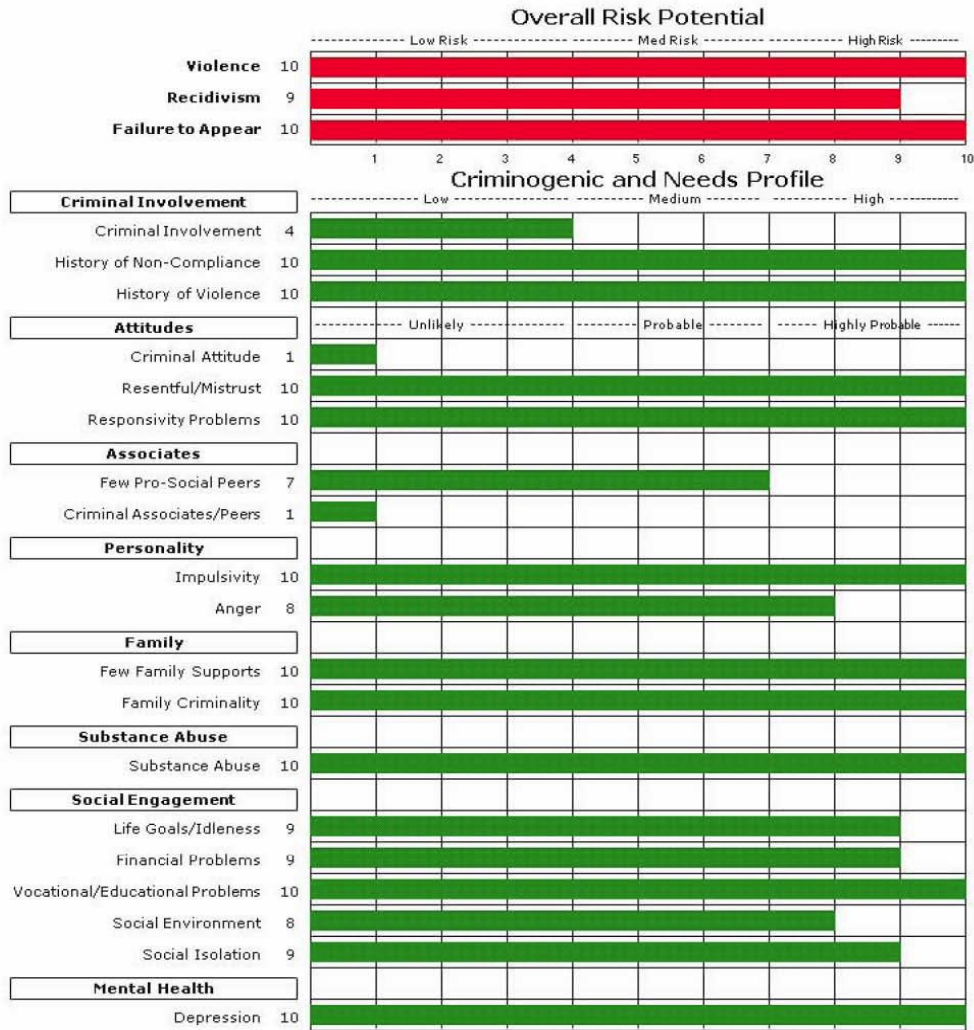 Overall Risk Potential
Low Risk Med Risk High Risk
Violence 10
Recidivism 9
Failure to Appear 10
1 2 3 4 5 6 7 8 9 10
Criminogenic and Needs Profile
Criminal Involvement Low Medium High
Criminal Involvement 4
History of Non-Compliance 10
History of Violence 10
Attitudes Unlikely Probable Highly Probable
Criminal Attitude 1
Resentful/Mistrust 10
Responsivity Problems 10
Associates
Few Pro-Social Peers 7
Criminal Associates/Peers 1
Personality
Impulsivity 10
Anger 8
Family
Few Family Supports 10
Family Criminality 10
Substance Abuse
Substance Abuse 10
Social Engagement
Life Goals/Idleness 9
Financial Problems 9
Vocational/Educational Problems 10
Social Environment 8
Social Isolation 9
Mental Health
Depression 10